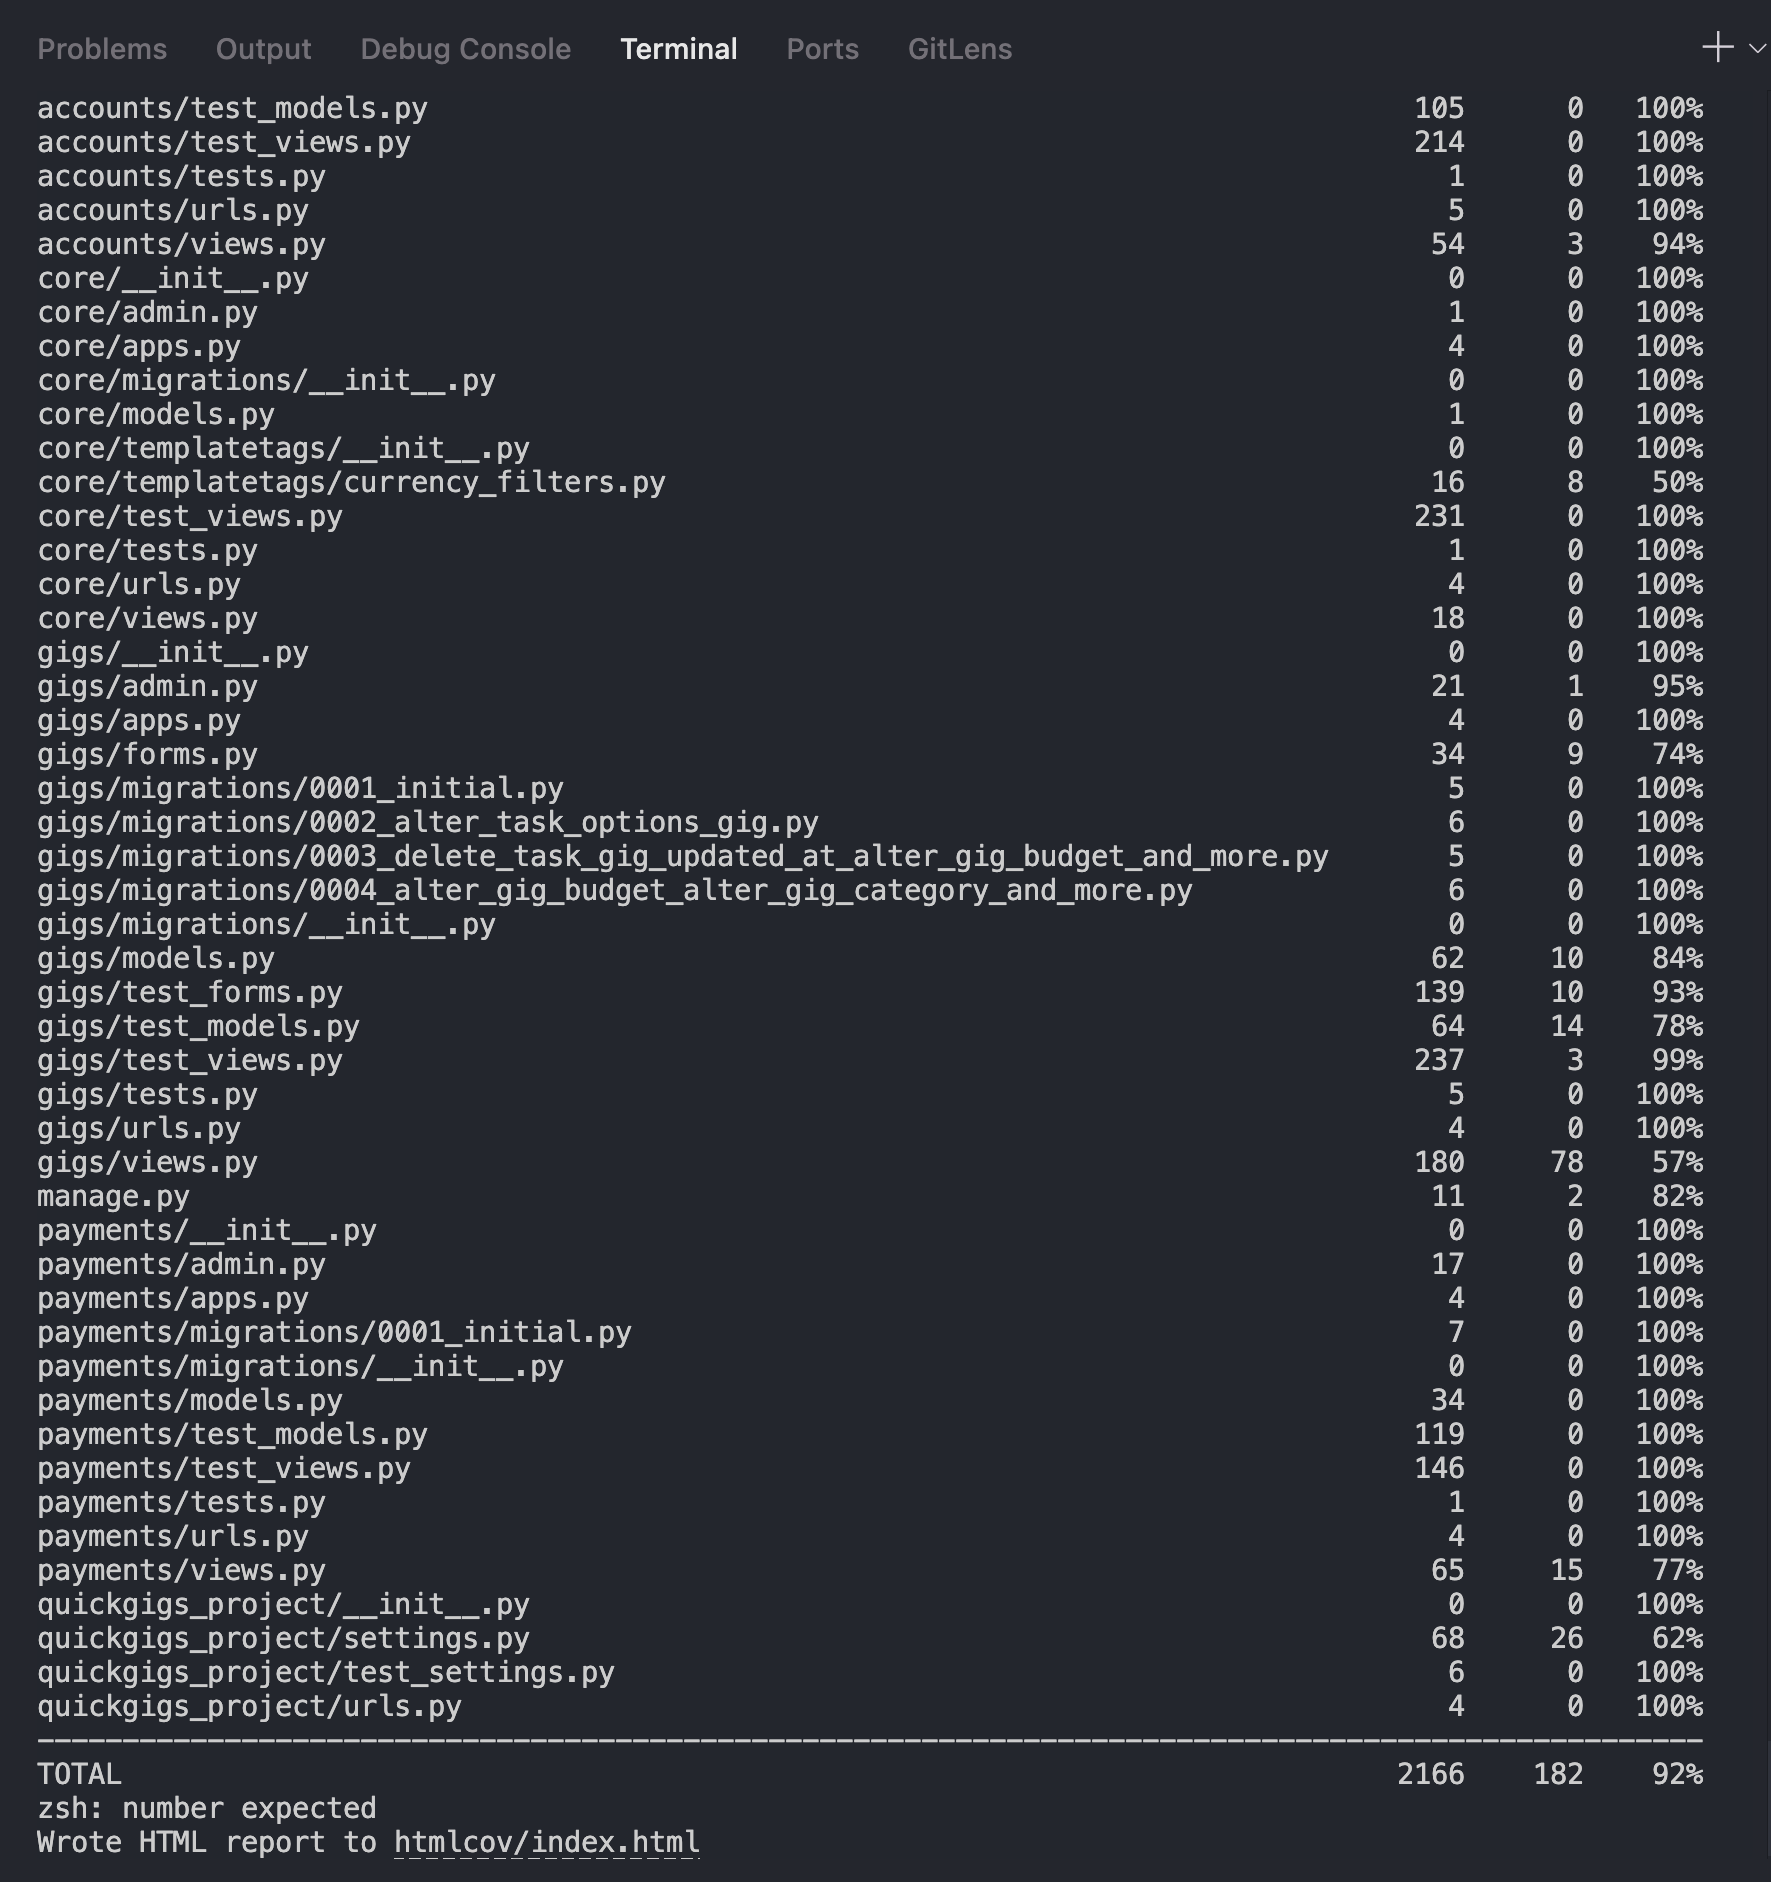 Problems Output Debug Console Terminal Ports GitLens
accounts/test_models.py 105 0 100%
accounts/test_views.py 214 0 100%
accounts/tests.py 1 0 100%
accounts/urls.py 5 0 100%
accounts/views.py 54 3 94%
core/__init__.py 0 0 100%
core/admin.py 1 0 100%
core/apps.py 4 0 100%
core/migrations/__init__.py 0 0 100%
core/models.py 1 0 100%
core/templatetags/__init__.py 0 0 100%
core/templatetags/currency_filters.py 16 8 50%
core/test_views.py 231 0 100%
core/tests.py 1 0 100%
core/urls.py 4 0 100%
core/views.py 18 0 100%
gigs/__init__.py 0 0 100%
gigs/admin.py 21 1 95%
gigs/apps.py 4 0 100%
gigs/forms.py 34 9 74%
gigs/migrations/0001_initial.py 5 0 100%
gigs/migrations/0002_alter_task_options_gig.py 6 0 100%
gigs/migrations/0003_delete_task_gig_updated_at_alter_gig_budget_and_more.py 5 0 100%
gigs/migrations/0004_alter_gig_budget_alter_gig_category_and_more.py 6 0 100%
gigs/migrations/__init__.py 0 0 100%
gigs/models.py 62 10 84%
gigs/test_forms.py 139 10 93%
gigs/test_models.py 64 14 78%
gigs/test_views.py 237 3 99%
gigs/tests.py 5 0 100%
gigs/urls.py 4 0 100%
gigs/views.py 180 78 57%
manage.py 11 2 82%
payments/__init__.py 0 0 100%
payments/admin.py 17 0 100%
payments/apps.py 4 0 100%
payments/migrations/0001_initial.py 7 0 100%
payments/migrations/__init__.py 0 0 100%
payments/models.py 34 0 100%
payments/test_models.py 119 0 100%
payments/test_views.py 146 0 100%
payments/tests.py 1 0 100%
payments/urls.py 4 0 100%
payments/views.py 65 15 77%
quickgigs_project/__init__.py 0 0 100%
quickgigs_project/settings.py 68 26 62%
quickgigs_project/test_settings.py 6 0 100%
quickgigs_project/urls.py 4 0 100%
--------------------------------------------------------------------------------------------------
TOTAL 2166 182 92%
zsh: number expected
Wrote HTML report to htmlcov/index.html